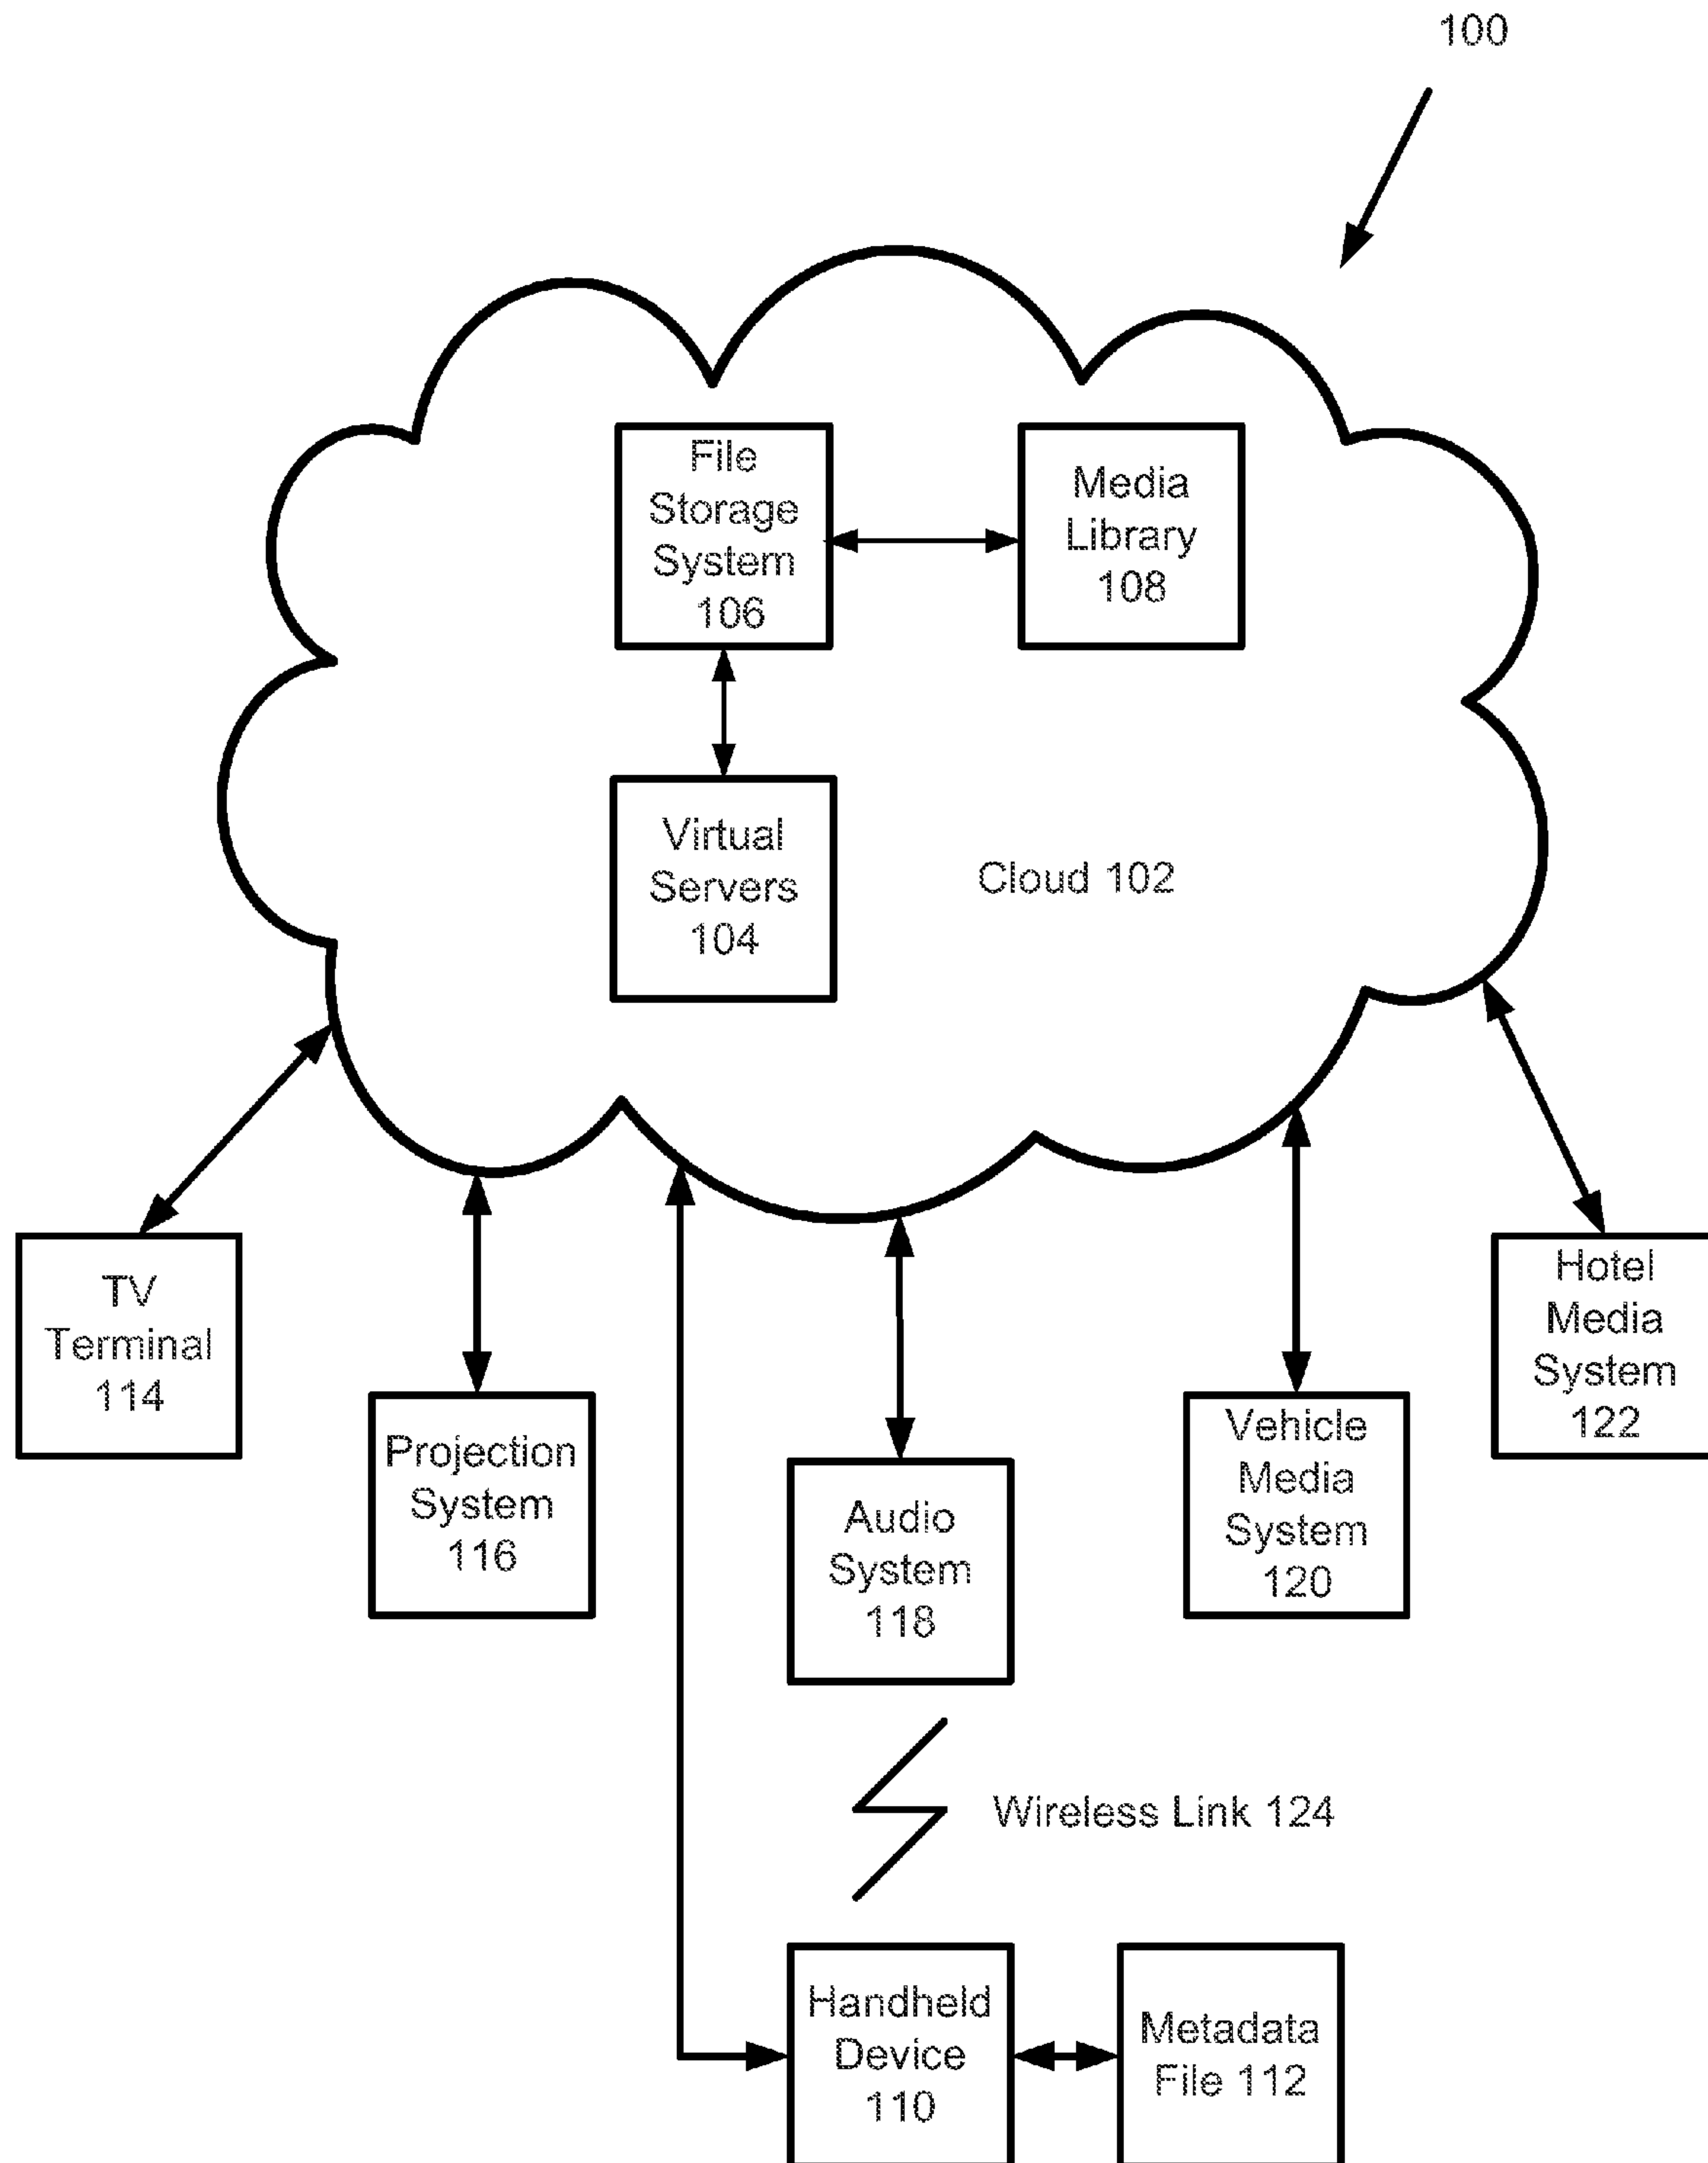 100
File
Storage
System
106
Media
Library
108
Virtual
Servers
104
Cloud 102
TV
Terminal
114
Projection
System
116
Audio
System
118
Vehicle
Media
System
120
Hotel
Media
System
122
Wireless Link 124
Handheld
Device
110
Metadata
File 112